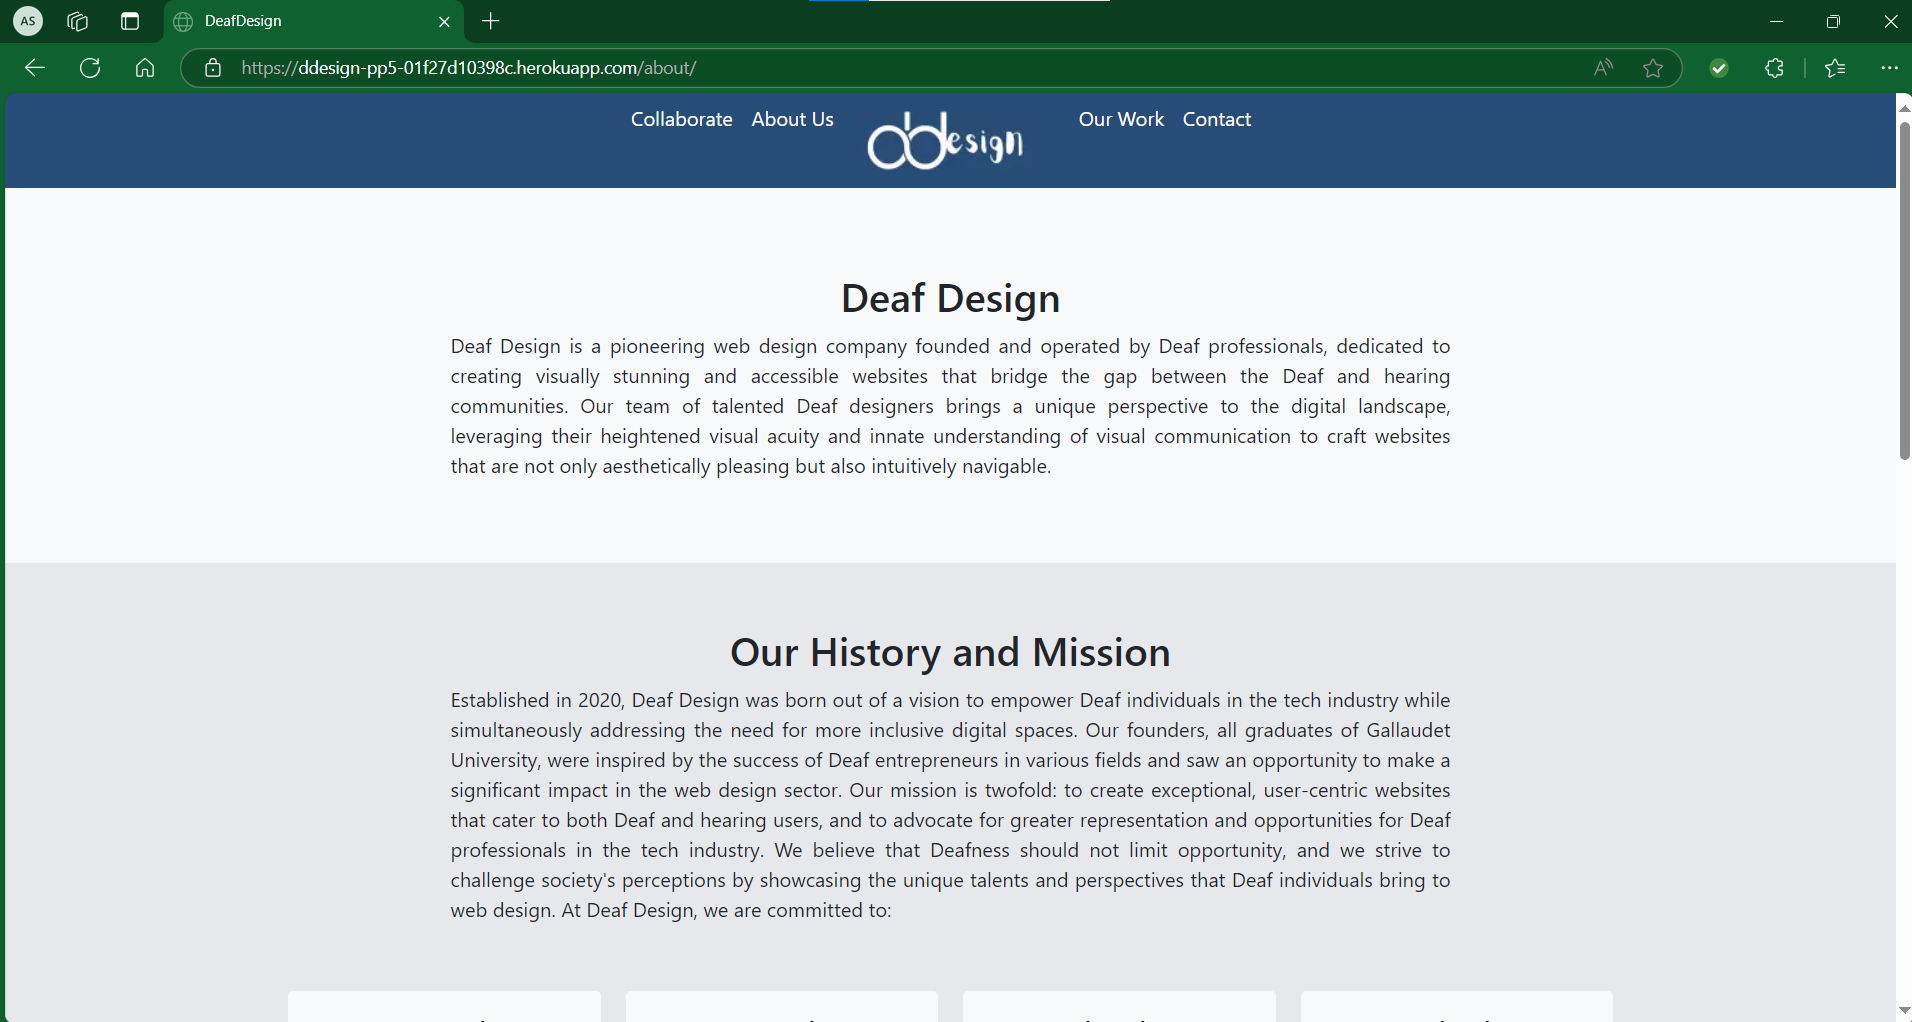 AS
DeafDesign
https://ddesign-pp5-01f27d10398c.herokuapp.com/about/
Collaborate About Us dDesign Our Work Contact
Deaf Design
Deaf Design is a pioneering web design company founded and operated by Deaf professionals, dedicated to
creating visually stunning and accessible websites that bridge the gap between the Deaf and hearing
communities. Our team of talented Deaf designers brings a unique perspective to the digital landscape,
leveraging their heightened visual acuity and innate understanding of visual communication to craft websites
that are not only aesthetically pleasing but also intuitively navigable.
Our History and Mission
Established in 2020, Deaf Design was born out of a vision to empower Deaf individuals in the tech industry while
simultaneously addressing the need for more inclusive digital spaces. Our founders, all graduates of Gallaudet
University, were inspired by the success of Deaf entrepreneurs in various fields and saw an opportunity to make a
significant impact in the web design sector. Our mission is twofold: to create exceptional, user-centric websites
that cater to both Deaf and hearing users, and to advocate for greater representation and opportunities for Deaf
professionals in the tech industry. We believe that Deafness should not limit opportunity, and we strive to
challenge society's perceptions by showcasing the unique talents and perspectives that Deaf individuals bring to
web design. At Deaf Design, we are committed to: